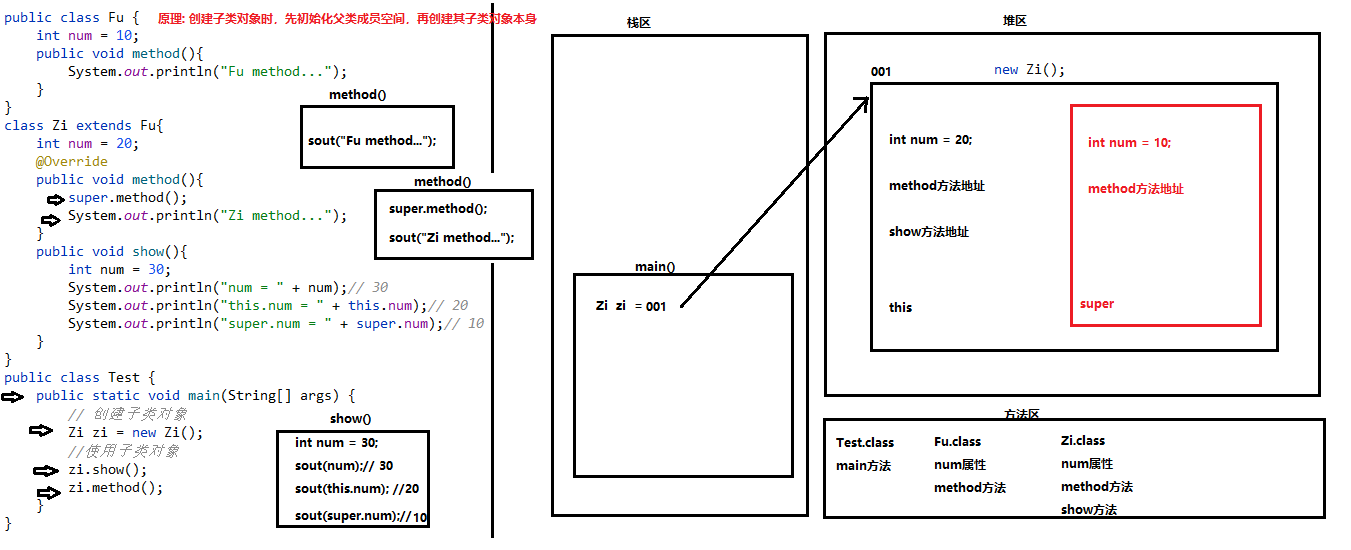 public class Fu {
原理: 创建子类对象时，先初始化父类成员空间，再创建其子类对象本身
int num = 10;
public void method(){
System.out.println("Fu method...");
}
}
class Zi extends Fu{
int num = 20;
@Override
public void method(){
super.method();
System.out.println("Zi method...");
}
public void show(){
int num = 30;
System.out.println("num = " + num);// 30
System.out.println("this.num = " + this.num);// 20
System.out.println("super.num = " + super.num);// 10
}
}
public class Test {
public static void main(String[] args) {
// 创建子类对象
Zi zi = new Zi();
//使用子类对象
zi.show();
zi.method();
}
}
method()
sout("Fu method...");
method()
super.method();
sout("Zi method...");
show()
int num = 30;
sout(num);// 30
sout(this.num); //20
sout(super.num)://10
栈区
main()
Zi zi = 001
堆区
001
new Zi();
int num = 20;
method方法地址
show方法地址
this
int num = 10;
method方法地址
super
方法区
Test.class
main方法
Fu.class
num属性
method方法
Zi.class
num属性
method方法
show方法